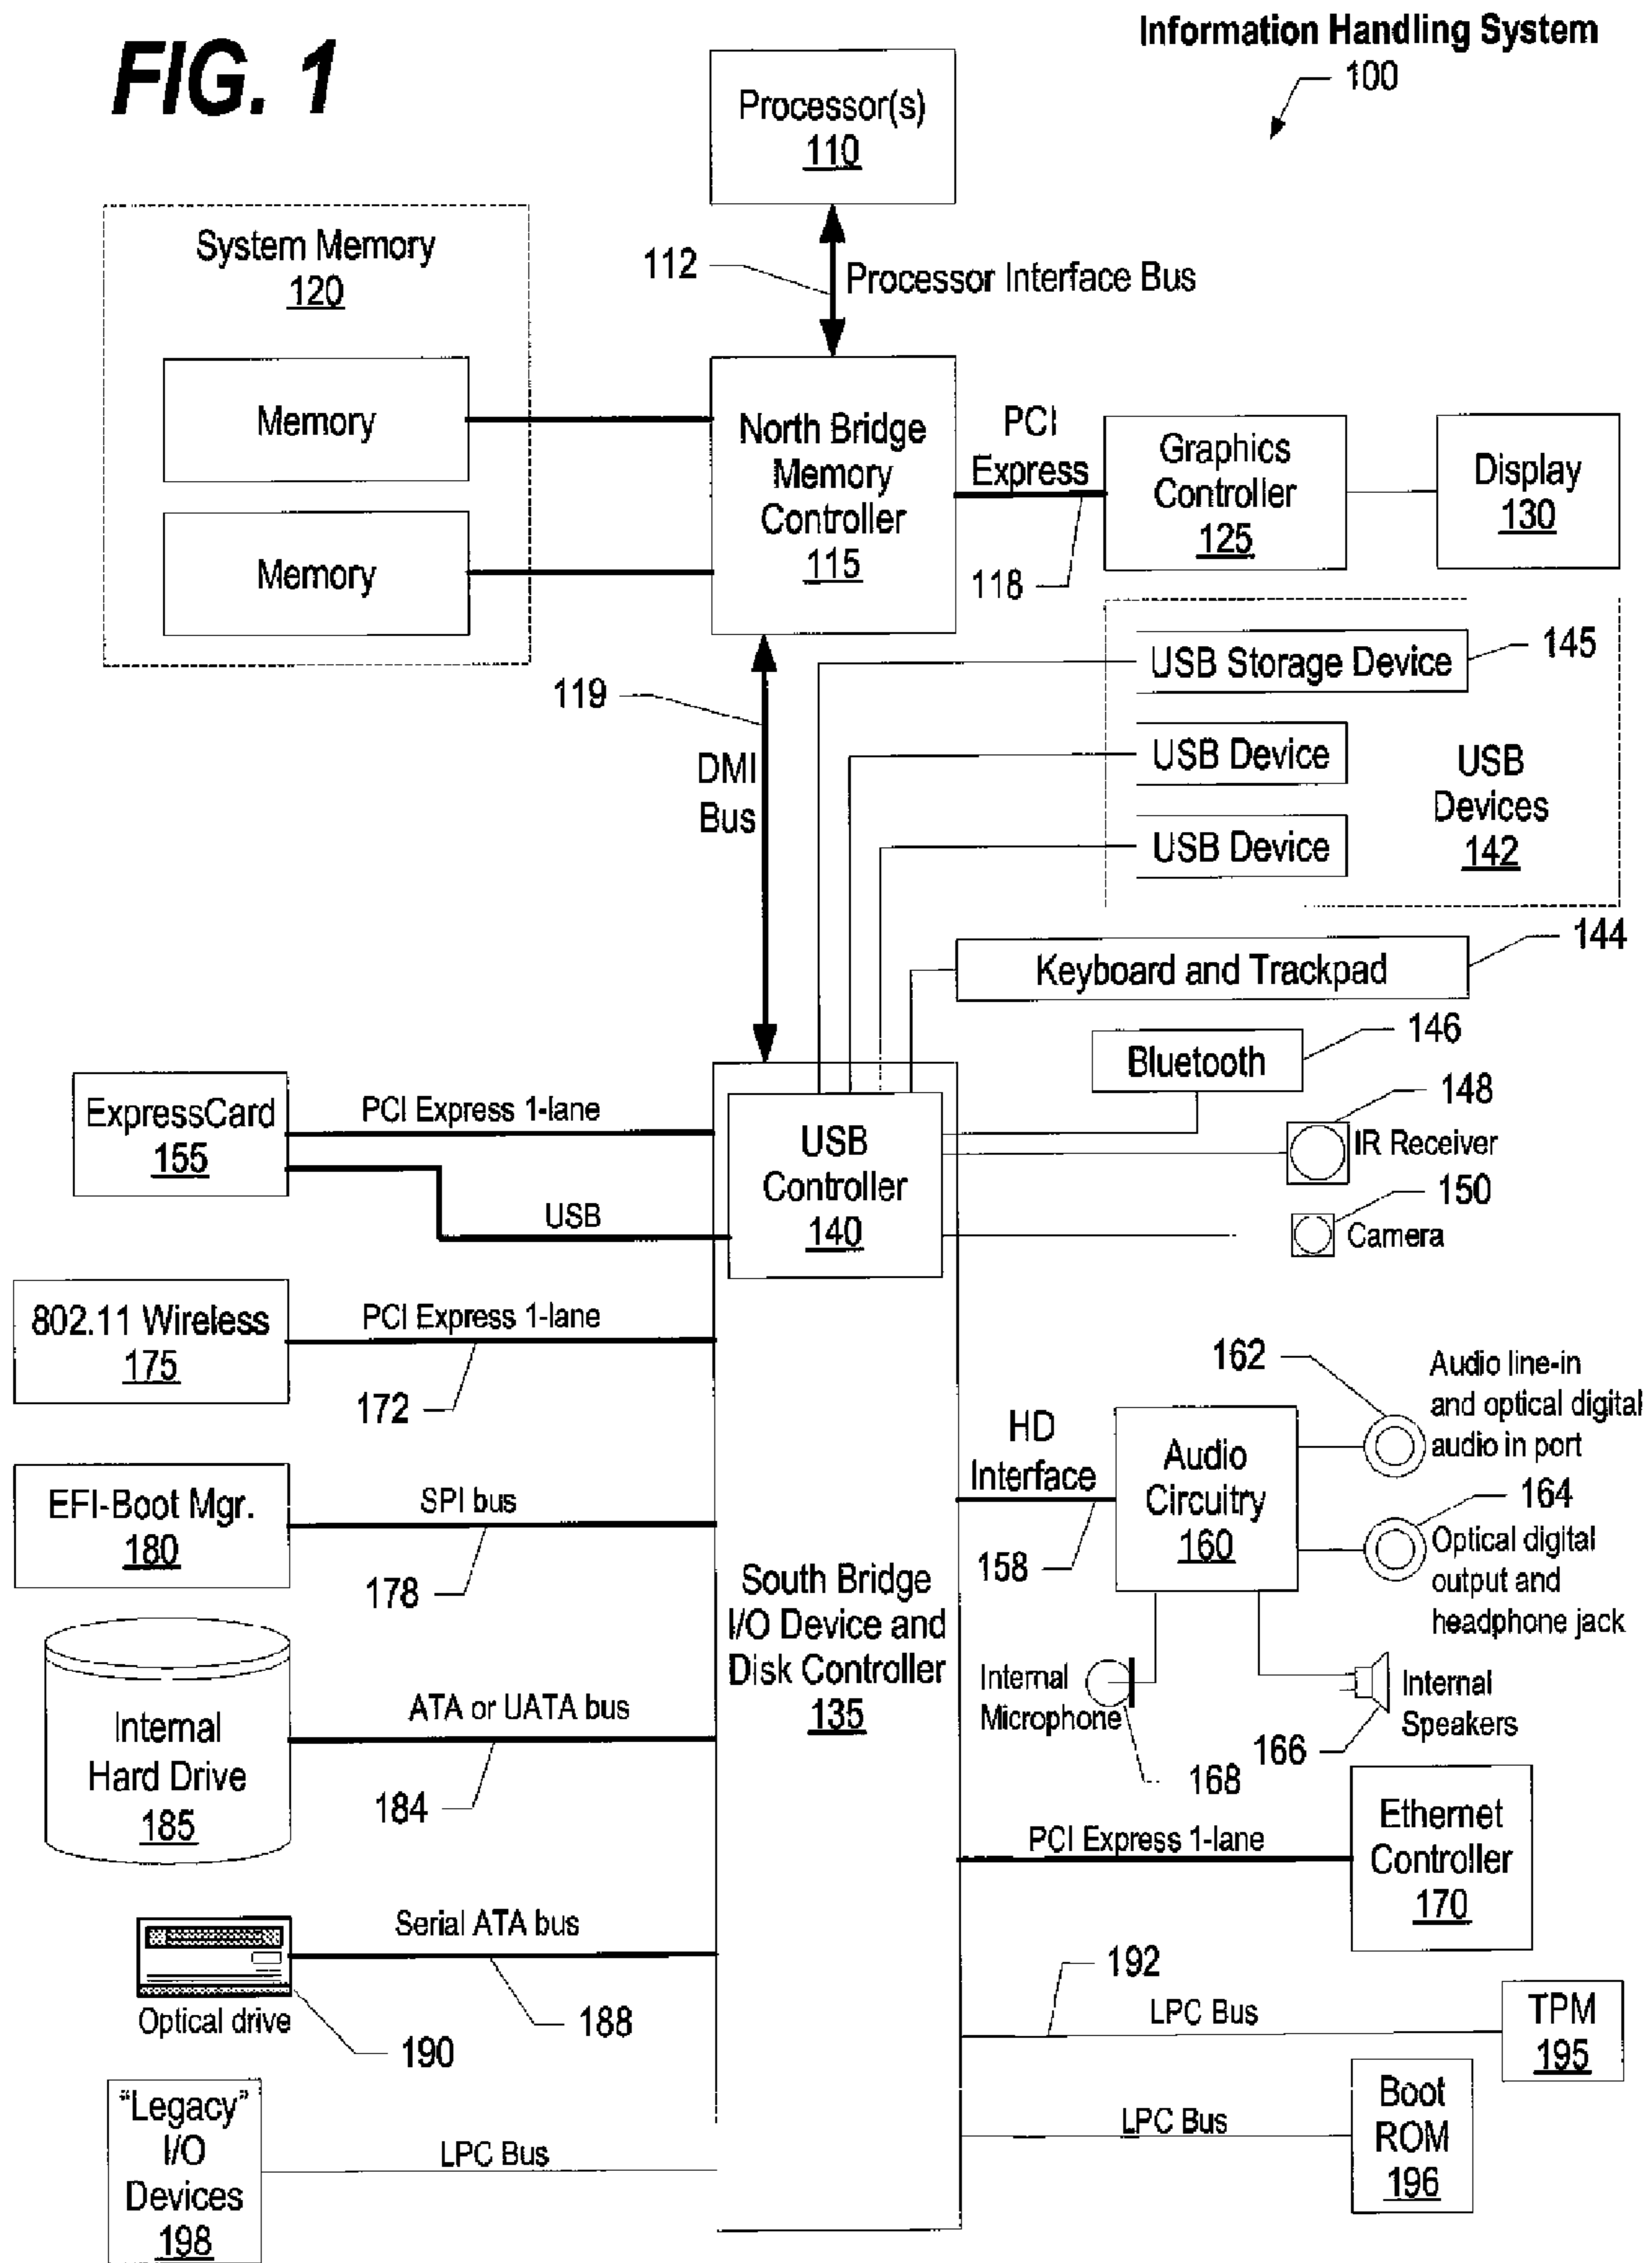 FIG. 1
Information Handling System
100
Processor(s)
110
System Memory
120
112
Processor Interface Bus
Memory
Memory
North Bridge
Memory
Controller
115
PCI
Express
118
Graphics
Controller
125
Display
130
119
DMI
Bus
USB Storage Device
145
USB Device
USB Device
USB
Devices
142
Keyboard and Trackpad
144
Bluetooth
146
148
IR Receiver
150
Camera
ExpressCard
155
PCI Express 1-lane
USB
USB
Controller
140
802.11 Wireless
175
PCI Express 1-lane
172
EFI-Boot Mgr.
180
SPI bus
178
Internal
Hard Drive
185
ATA or UATA bus
184
South Bridge
I/O Device and
Disk Controller
135
HD
Interface
158
Audio
Circuitry
160
162
Audio line-in
and optical digital
audio in port
164
Optical digital
output and
headphone jack
Internal
Microphone
168
Internal
Speakers
166
PCI Express 1-lane
Ethernet
Controller
170
Optical drive
190
Serial ATA bus
188
192
LPC Bus
TPM
195
LPC Bus
Boot
ROM
196
"Legacy"
I/O
Devices
198
LPC Bus